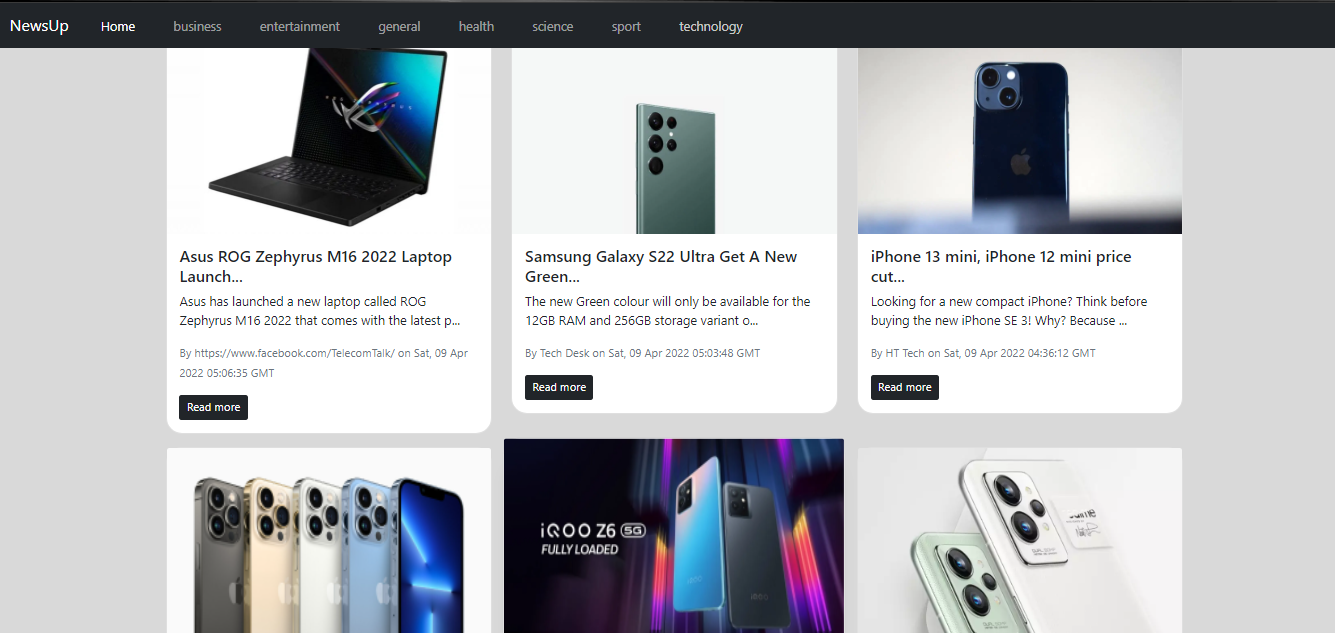 NewsUp Home business entertainment general health science sport technology
Asus ROG Zephyrus M16 2022 Laptop
Launch...
Asus has launched a new laptop called ROG
Zephyrus M16 2022 that comes with the latest p...
By https://www.facebook.com/TelecomTalk/ on Sat, 09 Apr
2022 05:06:35 GMT
Read more
Samsung Galaxy S22 Ultra Get A New
Green...
The new Green colour will only be available for the
12GB RAM and 256GB storage variant o...
By Tech Desk on Sat, 09 Apr 2022 05:03:48 GMT
Read more
iPhone 13 mini, iPhone 12 mini price
cut...
Looking for a new compact iPhone? Think before
buying the new iPhone SE 3! Why? Because ...
By HT Tech on Sat, 09 Apr 2022 04:36:12 GMT
Read more
iQOO Z6 5G
FULLY LOADED